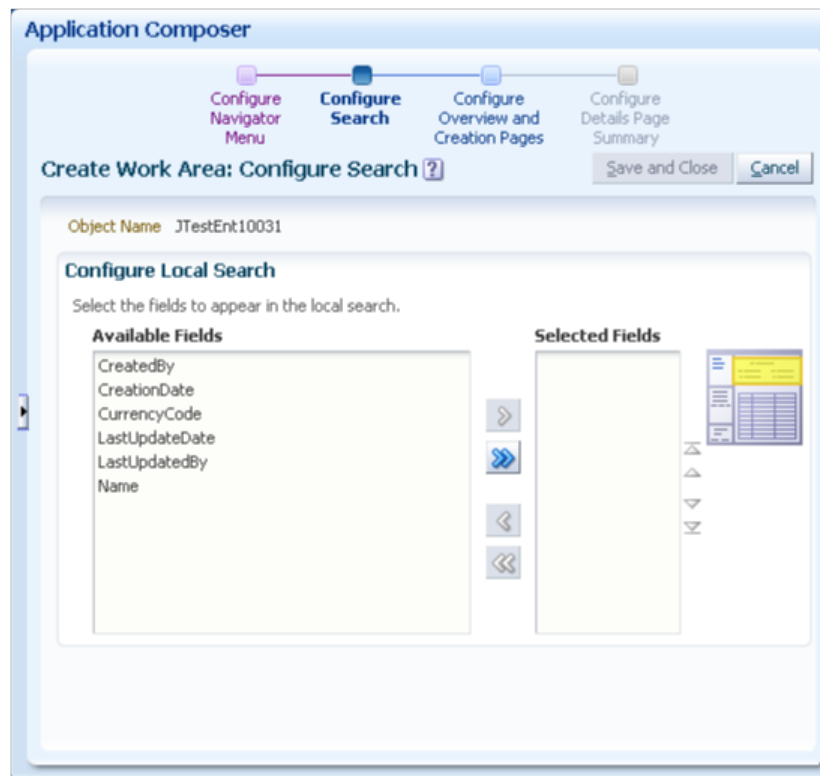 Application Composer
Configure Navigator Menu
Configure Search
Configure Overview and Creation Pages
Configure Details Page Summary
Create Work Area: Configure Search ?
Save and Close
Cancel
Object Name JTestEnt10031
Configure Local Search
Select the fields to appear in the local search.
Available Fields
Selected Fields
CreatedBy
CreationDate
CurrencyCode
LastUpdateDate
LastUpdatedBy
Name